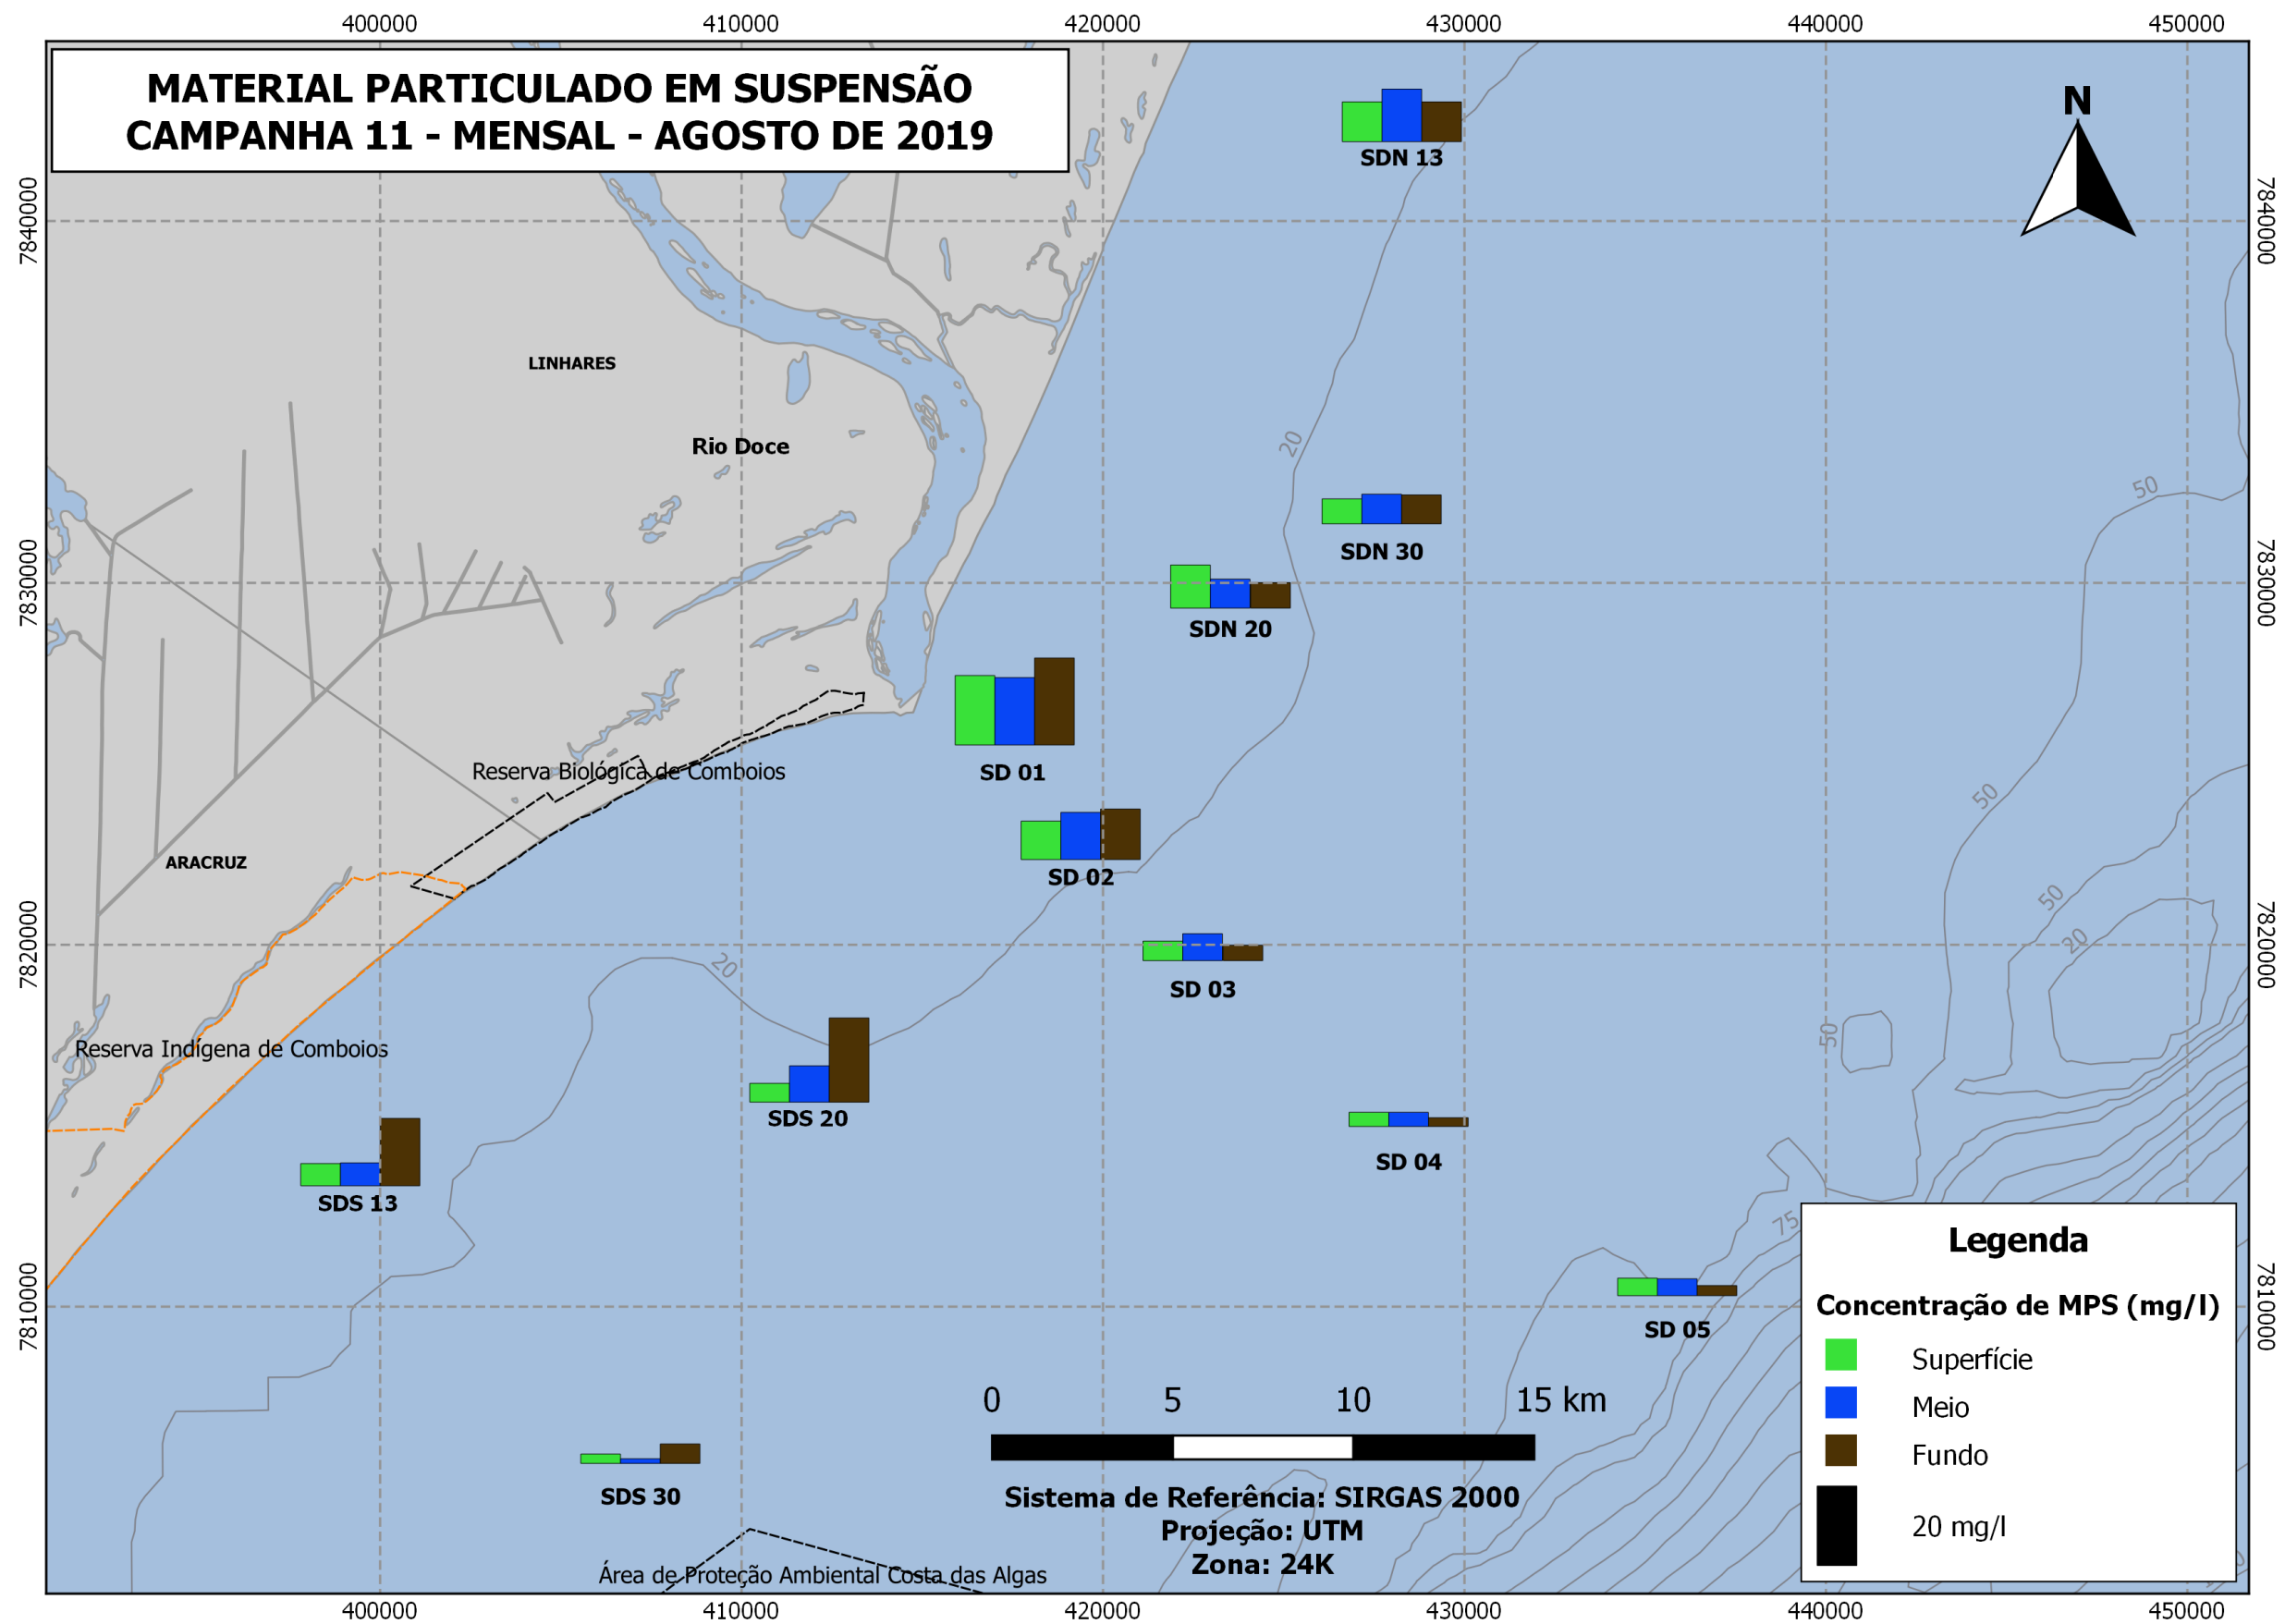 400000 410000 420000 430000 440000 450000
MATERIAL PARTICULADO EM SUSPENSÃO
CAMPANHA 11 - MENSAL - AGOSTO DE 2019
N
SDN 13
7840000 7840000
LINHARES
20
Rio Doce
50
SDN 30
7830000 7830000
SDN 20
Reserva Biológica de Comboios
SD 01
50
ARACRUZ
SD 02
50
20
7820000 7820000
20
SD 03
50
Reserva Indígena de Comboios
SDS 20
SD 04
SDS 13
75
Legenda
7810000 7810000
Concentração de MPS (mg/l)
SD 05
Superfície
0 5 10 15 km
Meio
Fundo
SDS 30
Sistema de Referência: SIRGAS 2000
Projeção: UTM
Zona: 24K
20 mg/l
Área de Proteção Ambiental Costa das Algas
400000 410000 420000 430000 440000 450000